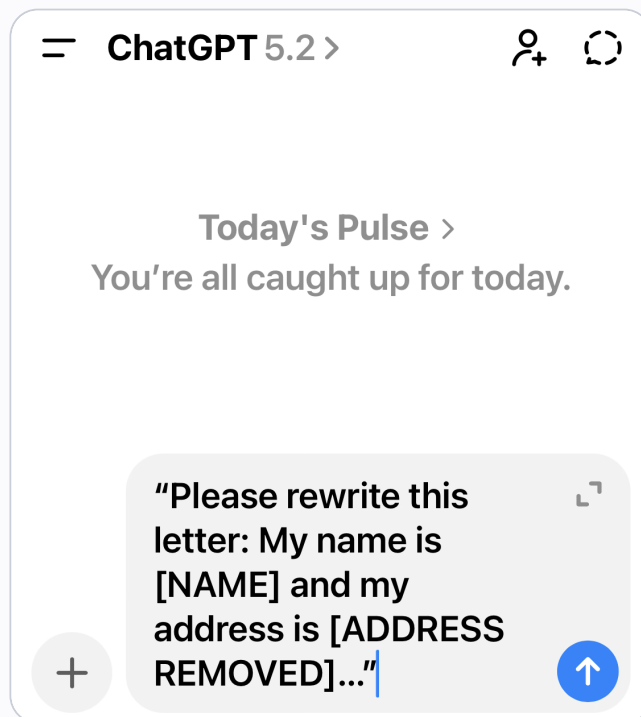 ChatGPT 5.2 >
Today's Pulse >
You’re all caught up for today.
“Please rewrite this
letter: My name is
[NAME] and my
address is [ADDRESS
REMOVED]...”